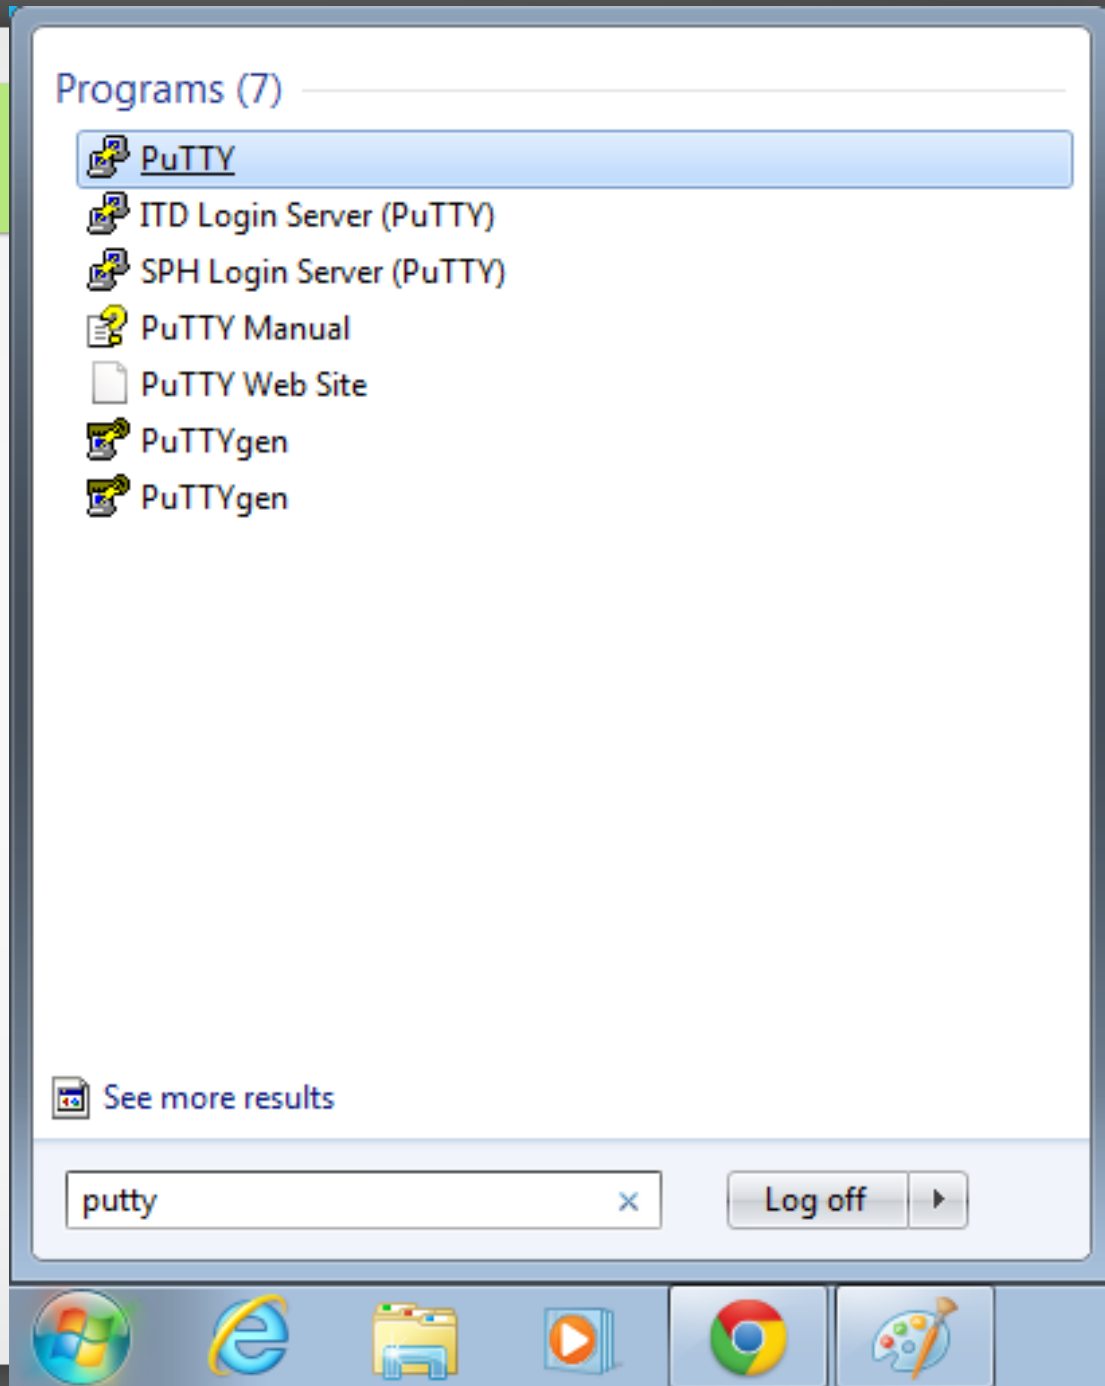 Programs (7)
PuTTY
ITD Login Server (PuTTY)
SPH Login Server (PuTTY)
PuTTY Manual
PuTTY Web Site
PuTTYgen
PuTTYgen
See more results
putty
Log off